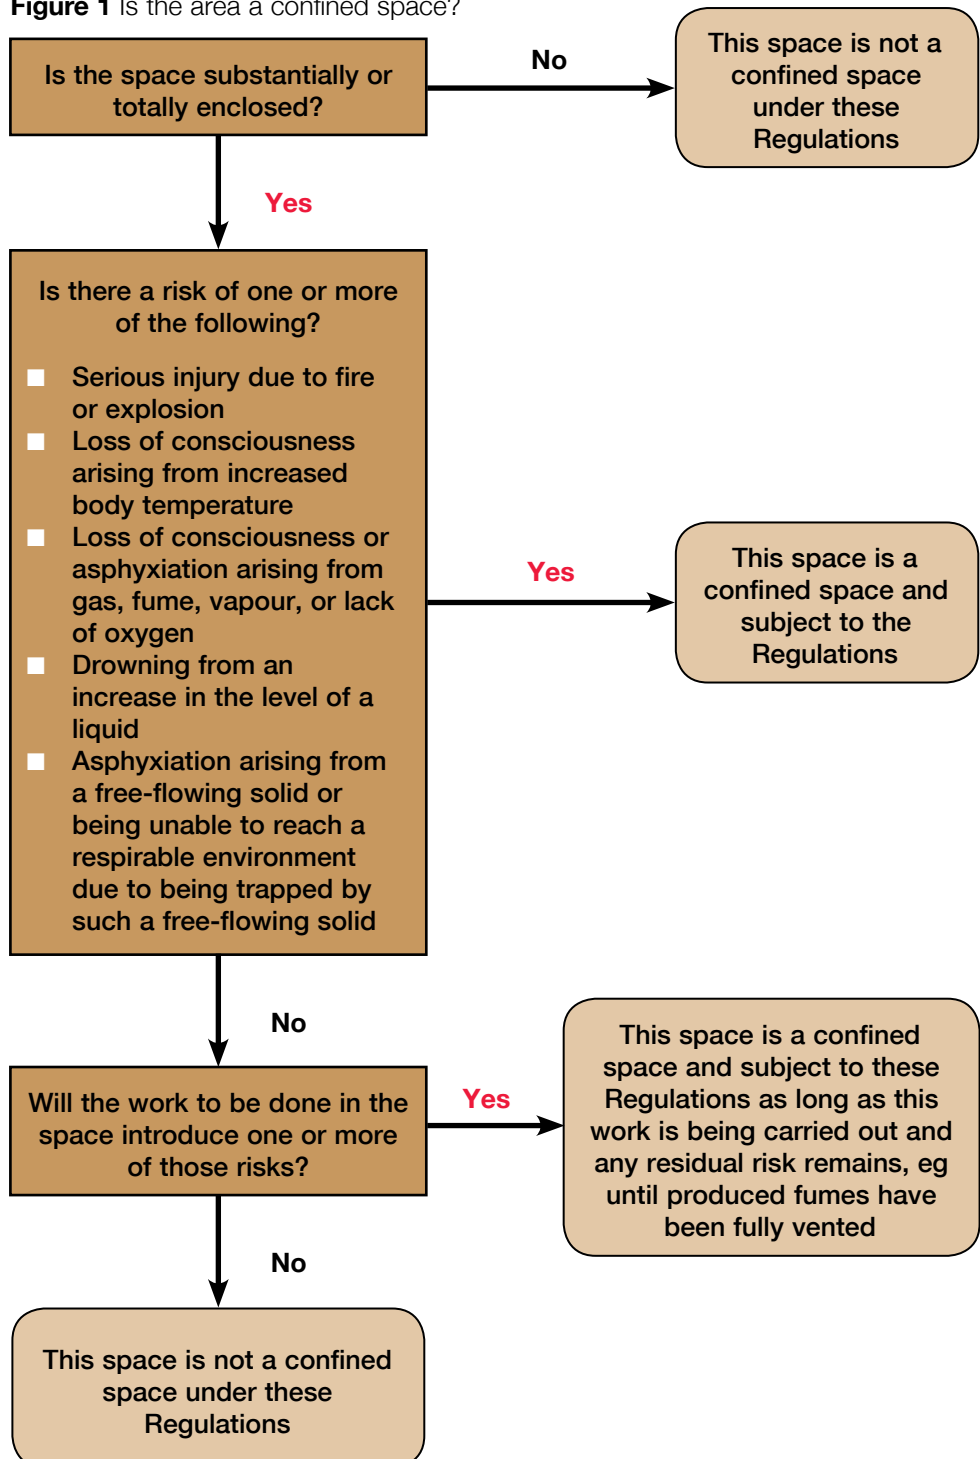 Figure 1 Is the area a confined space?
Is the space substantially or
totally enclosed?
No
This space is not a
confined space
under these
Regulations
Yes
Is there a risk of one or more
of the following?
Serious injury due to fire
or explosion
Loss of consciousness
arising from increased
body temperature
Loss of consciousness or
asphyxiation arising from
gas, fume, vapour, or lack
of oxygen
Drowning from an
increase in the level of a
liquid
Asphyxiation arising from
a free-flowing solid or
being unable to reach a
respirable environment
due to being trapped by
such a free-flowing solid
Yes
This space is a
confined space and
subject to the
Regulations
No
Will the work to be done in the
space introduce one or more
of those risks?
Yes
This space is a confined
space and subject to these
Regulations as long as this
work is being carried out and
any residual risk remains, eg
until produced fumes have
been fully vented
No
This space is not a confined
space under these
Regulations